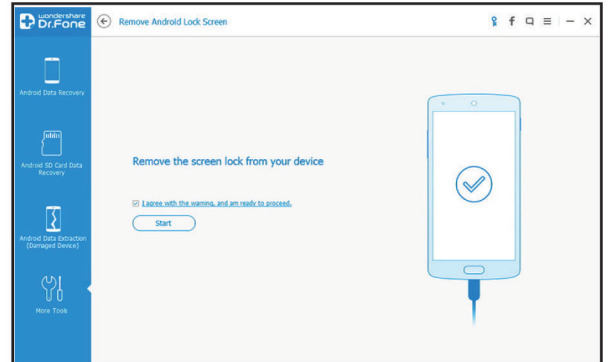 wondershare
Dr.Fone
Remove Android Lock Screen
Android Data Recovery
Android SD Card Data
Recovery
Android Data Extraction
(Damaged Device)
More Tools
Remove the screen lock from your device
I agree with the warning, and am ready to proceed.
Start